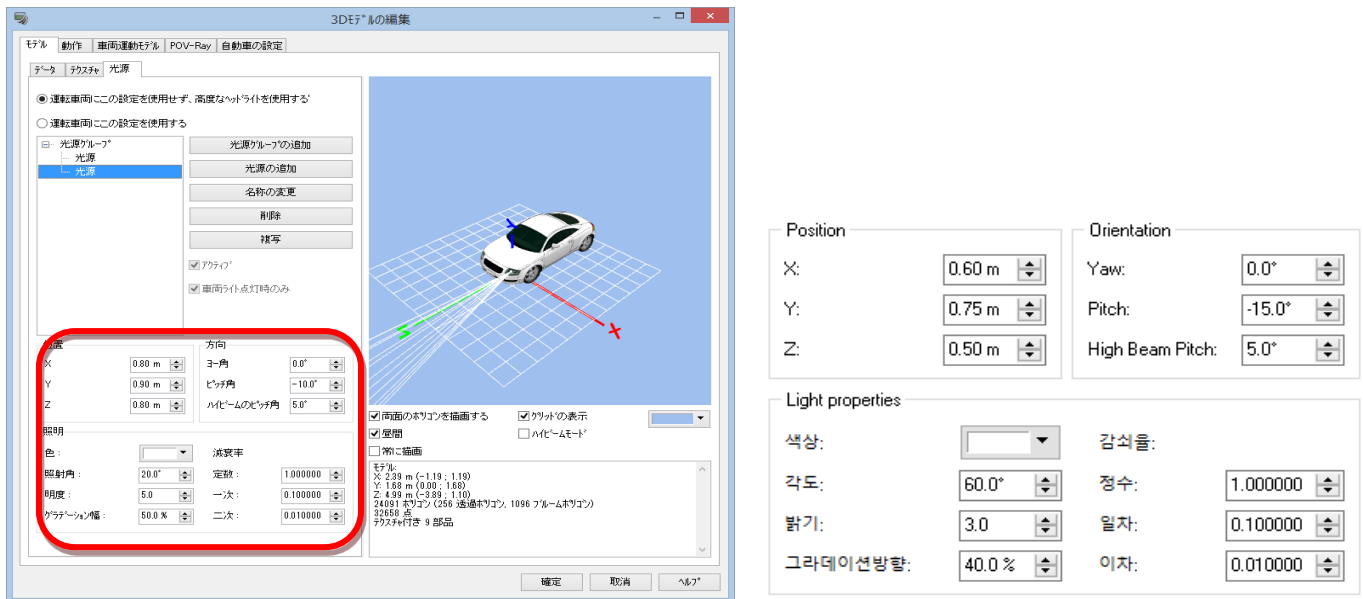 3Dﾓﾃﾞﾙの編集
ﾓﾃﾞﾙ 動作 車両運動ﾓﾃﾞﾙ POV-Ray 自動車の設定
ﾃﾞｰﾀ ﾃｸｽﾁｬ 光源
運転車両にこの設定を使用せず、高度なﾍｯﾄﾞﾗｲﾄを使用する
運転車両にこの設定を使用する
光源ｸﾞﾙｰﾌﾟ
光源
光源
光源ｸﾞﾙｰﾌﾟの追加
光源の追加
名称の変更
削除
複写
ｱｸﾃｨﾌﾞ
車両ﾗｲﾄ点灯時のみ
位置
X 0.80 m
Y 0.90 m
Z 0.80 m
方向
ﾖｰ角 0.0°
ﾋﾟｯﾁ角 -10.0°
ﾊｲﾋﾞｰﾑのﾋﾟｯﾁ角 5.0°
照明
色 :
照射角 : 20.0°
明度 : 5.0
ｸﾞﾗﾃﾞｰｼｮﾝ幅 : 50.0 %
減衰率
定数 : 1.000000
一次 : 0.100000
二次 : 0.010000
X
両面のﾎﾟﾘｺﾞﾝを描画する
ｸﾞﾘｯﾄﾞの表示
昼間
ﾊｲﾋﾞｰﾑﾓｰﾄﾞ
常に描画
ﾓﾃﾞﾙ:
X: 2.39 m (-1.19 ; 1.19)
Y: 1.68 m (0.00 ; 1.68)
Z: 4.99 m (-3.89 ; 1.10)
24091 ﾎﾟﾘｺﾞﾝ (256 透過ﾎﾟﾘｺﾞﾝ, 1096 ﾌﾟﾙｰﾑﾎﾟﾘｺﾞﾝ)
32658 点
ﾃｸｽﾁｬ付き 9 部品
確定 取消 ﾍﾙﾌﾟ
Position
X: 0.60 m
Y: 0.75 m
Z: 0.50 m
Orientation
Yaw: 0.0°
Pitch: -15.0°
High Beam Pitch: 5.0°
Light properties
색상:
각도: 60.0°
밝기: 3.0
그라데이션방향: 40.0 %
감쇠율:
정수: 1.000000
일차: 0.100000
이차: 0.010000